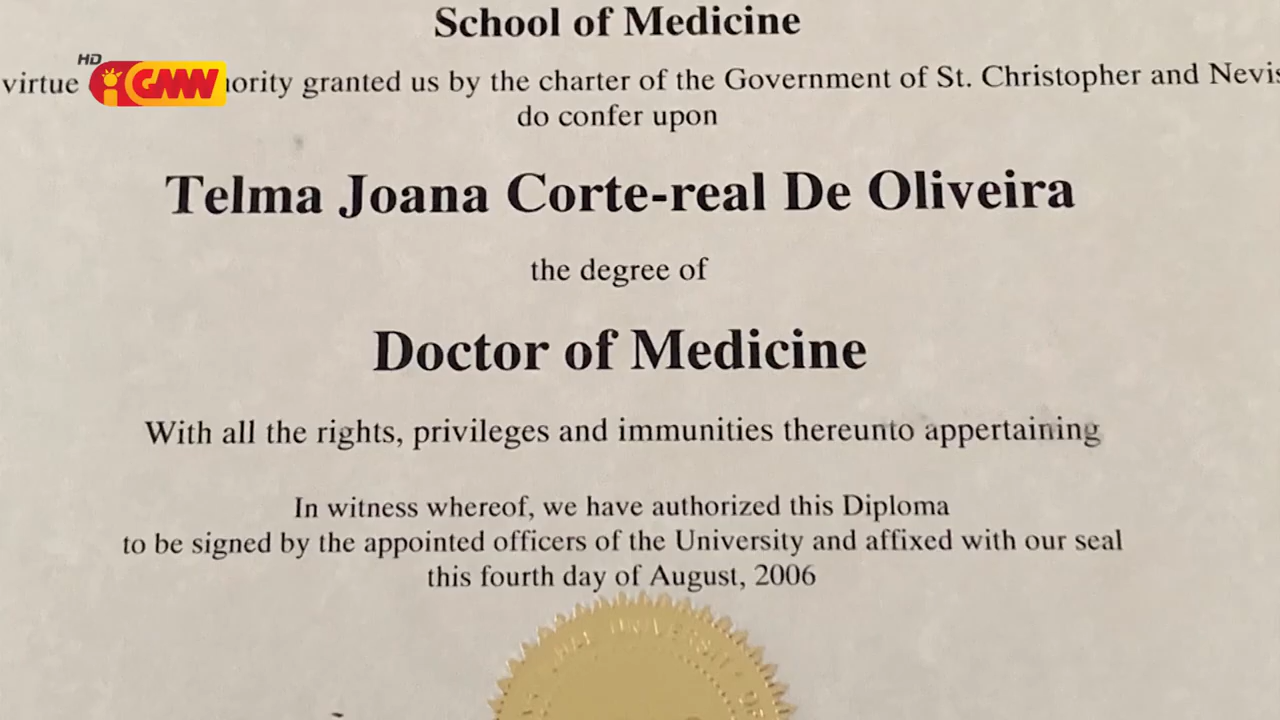 School of Medicine
HD
iGMW
virtue ority granted us by the charter of the Government of St. Christopher and Nevis
do confer upon
Telma Joana Corte-real De Oliveira
the degree of
Doctor of Medicine
With all the rights, privileges and immunities thereunto appertaining
In witness whereof, we have authorized this Diploma
to be signed by the appointed officers of the University and affixed with our seal
this fourth day of August, 2006
UNIVERSITY OF